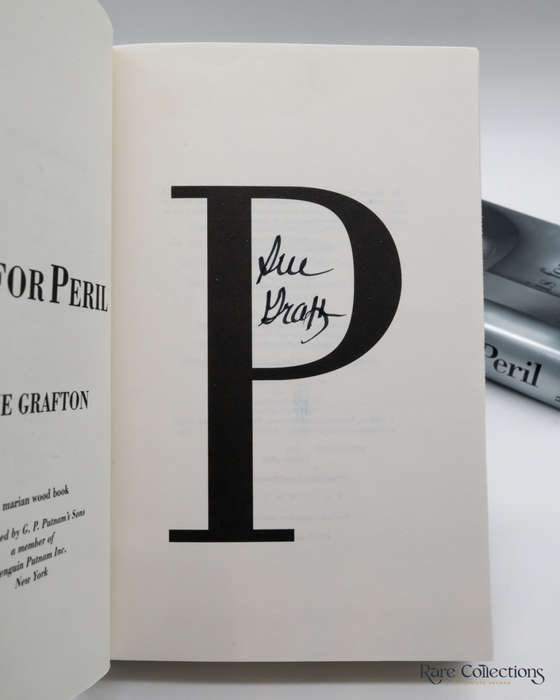 FOR PERIL
E GRAFTON
marian wood book
ed by G. P. Putnam's Sons
a member of
enguin Putnam Inc.
New York
P
Sue
Grafton
Peril
Rare Collections